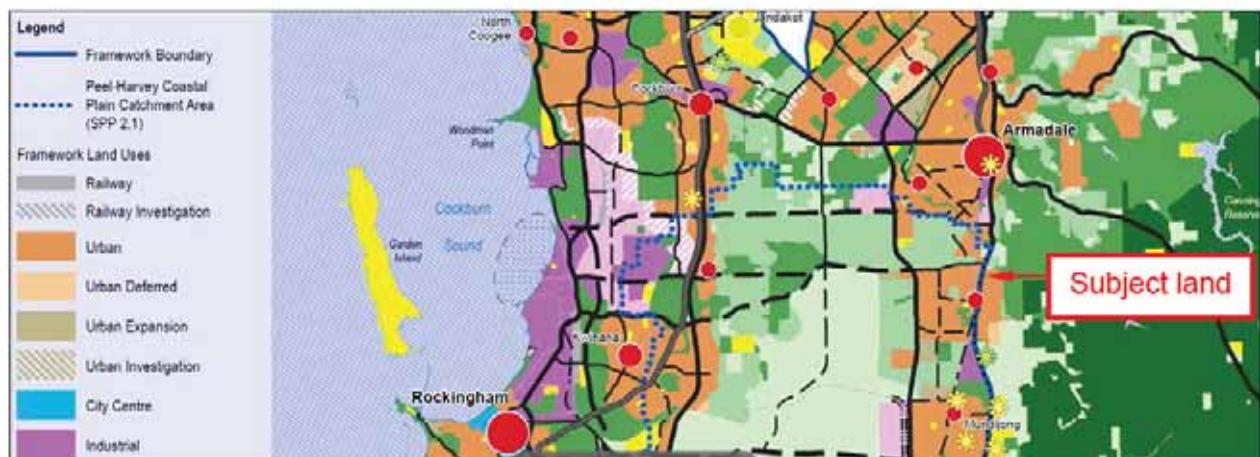 Legend
Framework Boundary
Peel-Harvey Coastal
Plain Catchment Area
(SPP 2.1)
Framework Land Uses
Railway
Railway Investigation
Urban
Urban Deferred
Urban Expansion
Urban Investigation
City Centre
Industrial
North
Coogee
Jandakot
Cockburn
Woodman
Point
Armadale
Cockburn
Sound
Garden
Island
Subject land
Kwinana
Rockingham
Mundijong